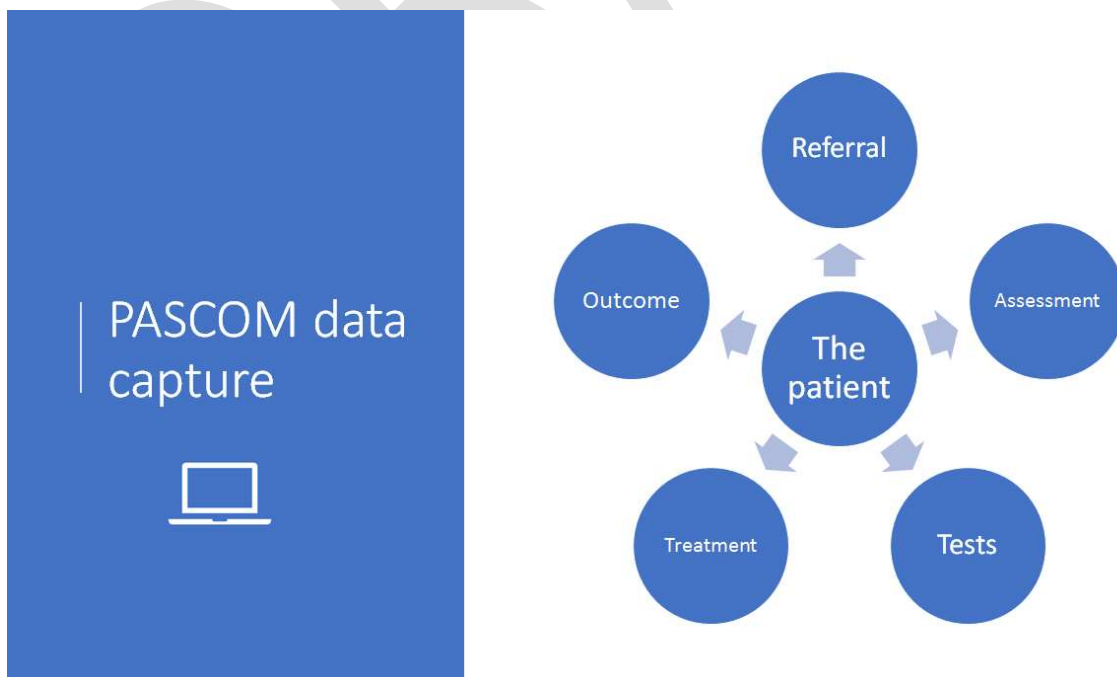 PASCOM data
capture
Referral
Assessment
Tests
Treatment
Outcome
The
patient